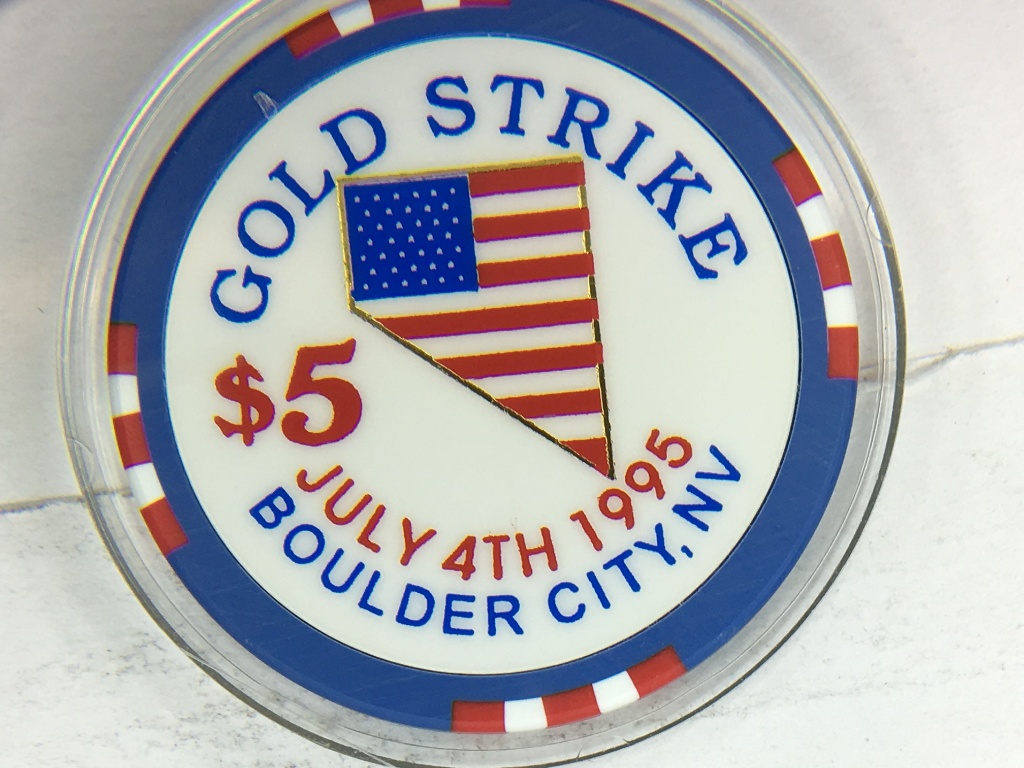 GOLD STRIKE
$5
JULY 4TH 1995
BOULDER CITY, NV